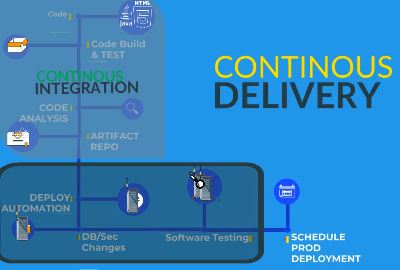 Code
HTML
Java
Code Build
& TEST
CONTINOUS
INTEGRATION
CODE
ANALYSIS
ARTIFACT
REPO
CONTINOUS
DELIVERY
DEPLOY
AUTOMATION
DB/Sec
Changes
Software Testing
SCHEDULE
PROD
DEPLOYMENT